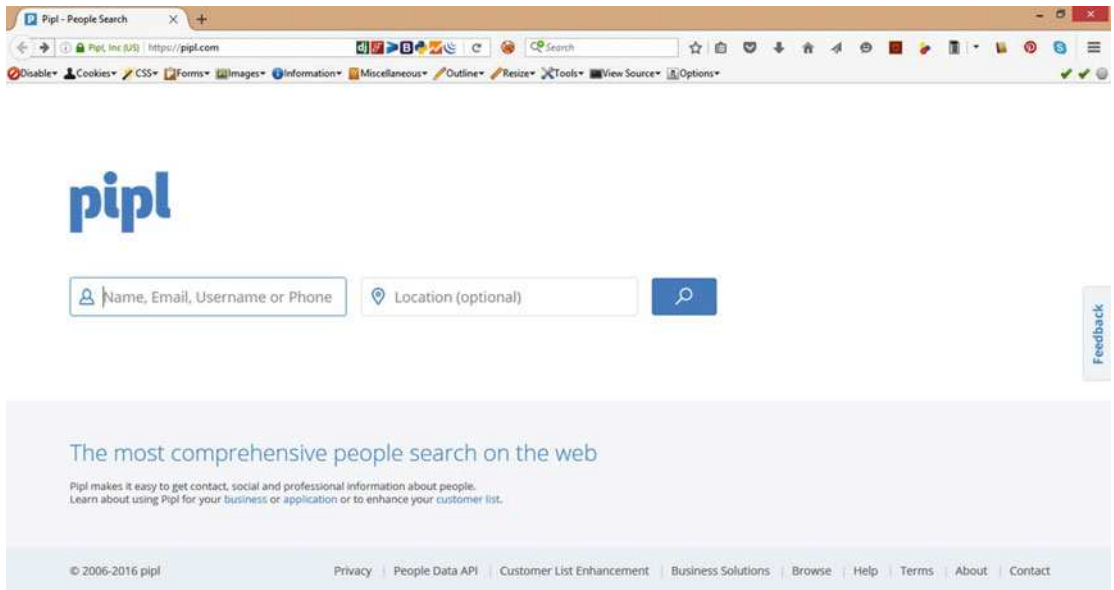 Pipl - People Search
Pipl, Inc (US) https://pipl.com Search
Disable Cookies CSS Forms Images Information Miscellaneous Outline Resize Tools View Source Options
pipl
Name, Email, Username or Phone Location (optional)
Feedback
The most comprehensive people search on the web
Pipl makes it easy to get contact, social and professional information about people.
Learn about using Pipl for your business or application or to enhance your customer list.
© 2006-2016 pipl Privacy People Data API Customer List Enhancement Business Solutions Browse Help Terms About Contact